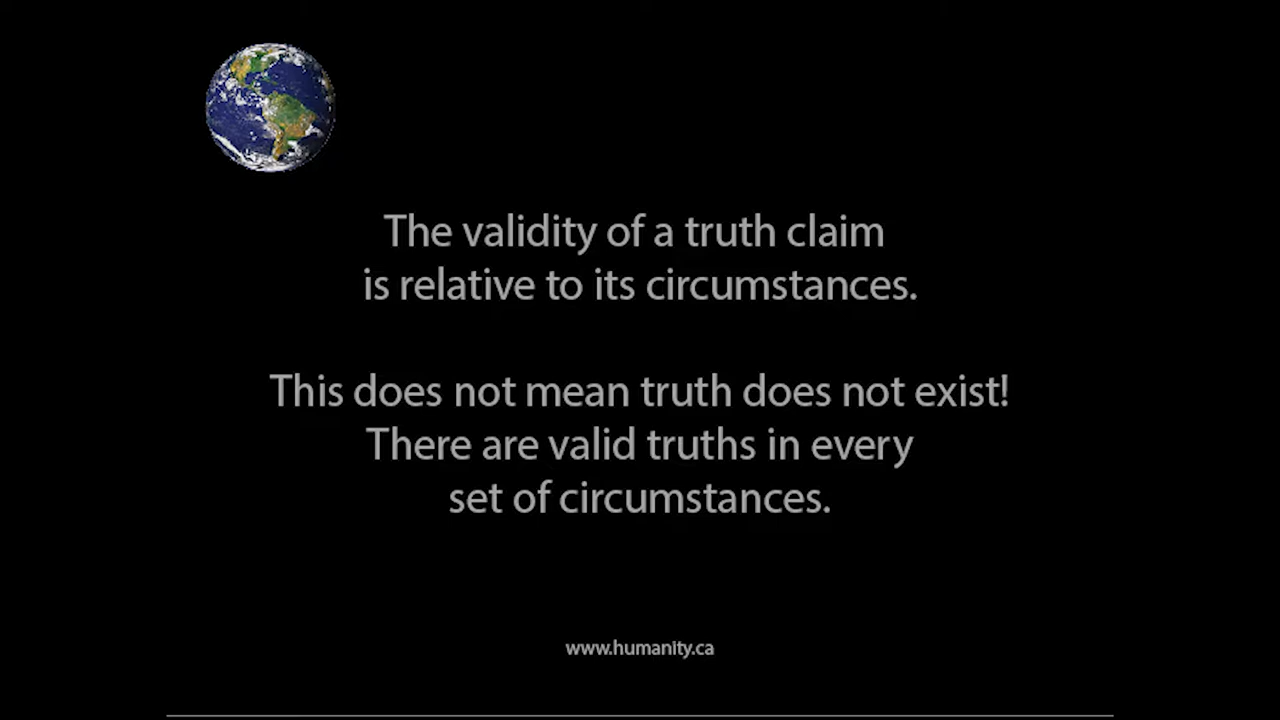 The validity of a truth claim
is relative to its circumstances.
This does not mean truth does not exist!
There are valid truths in every
set of circumstances.
www.humanity.ca